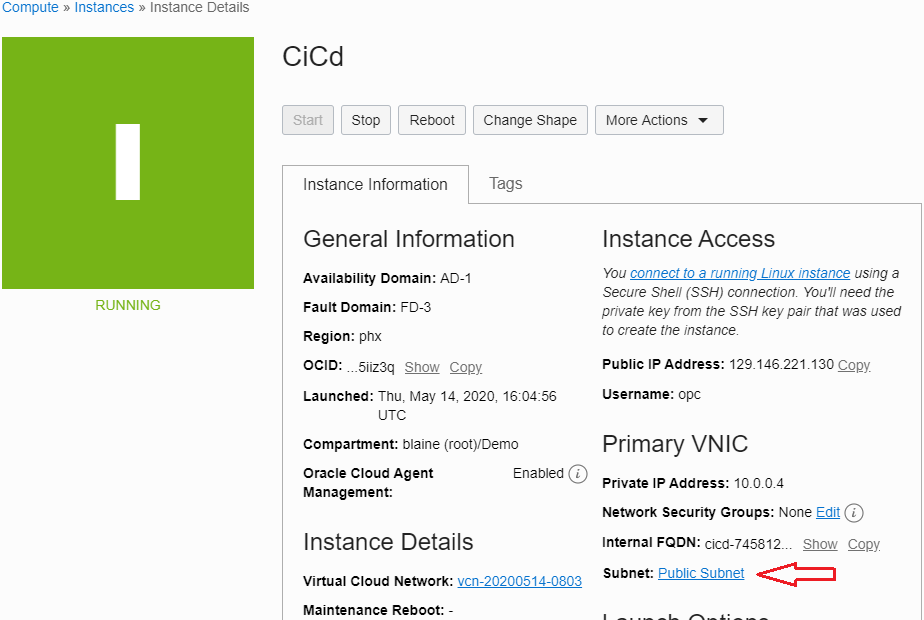 Compute » Instances » Instance Details
CiCd
RUNNING
Start Stop Reboot Change Shape More Actions
Instance Information Tags
General Information
Availability Domain: AD-1
Fault Domain: FD-3
Region: phx
OCID: ...5iiz3q Show Copy
Launched: Thu, May 14, 2020, 16:04:56
UTC
Compartment: blaine (root)/Demo
Oracle Cloud Agent Enabled i
Management:
Instance Details
Virtual Cloud Network: vcn-20200514-0803
Maintenance Reboot: -
Instance Access
You connect to a running Linux instance using a
Secure Shell (SSH) connection. You'll need the
private key from the SSH key pair that was used
to create the instance.
Public IP Address: 129.146.221.130 Copy
Username: opc
Primary VNIC
Private IP Address: 10.0.0.4
Network Security Groups: None Edit i
Internal FQDN: cicd-745812... Show Copy
Subnet: Public Subnet
Launch Options